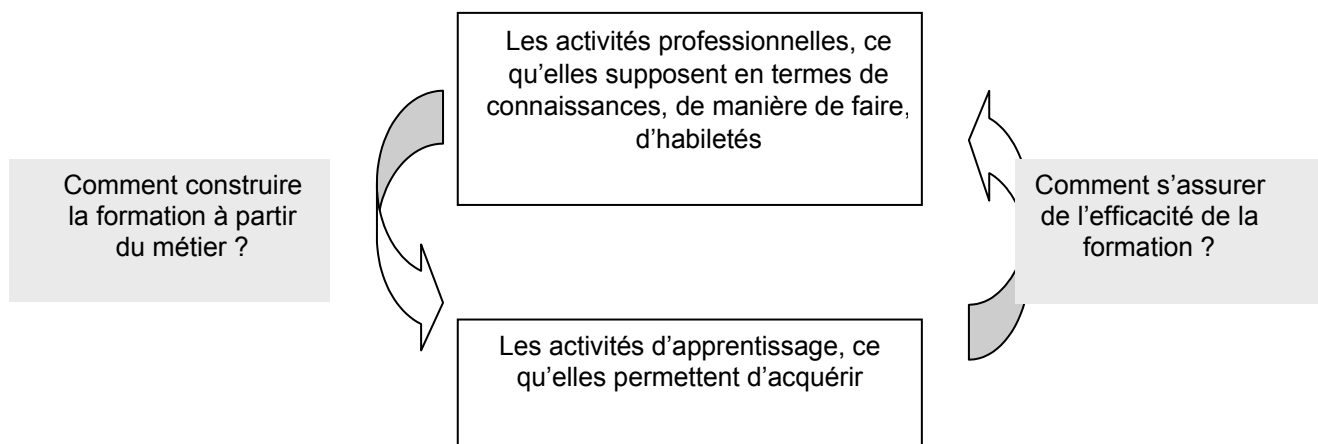 Les activités professionnelles, ce
qu’elles supposent en termes de
connaissances, de manière de faire,
d’habiletés
Comment construire
la formation à partir
du métier ?
Comment s’assurer
de l’efficacité de la
formation ?
Les activités d’apprentissage, ce
qu’elles permettent d’acquérir